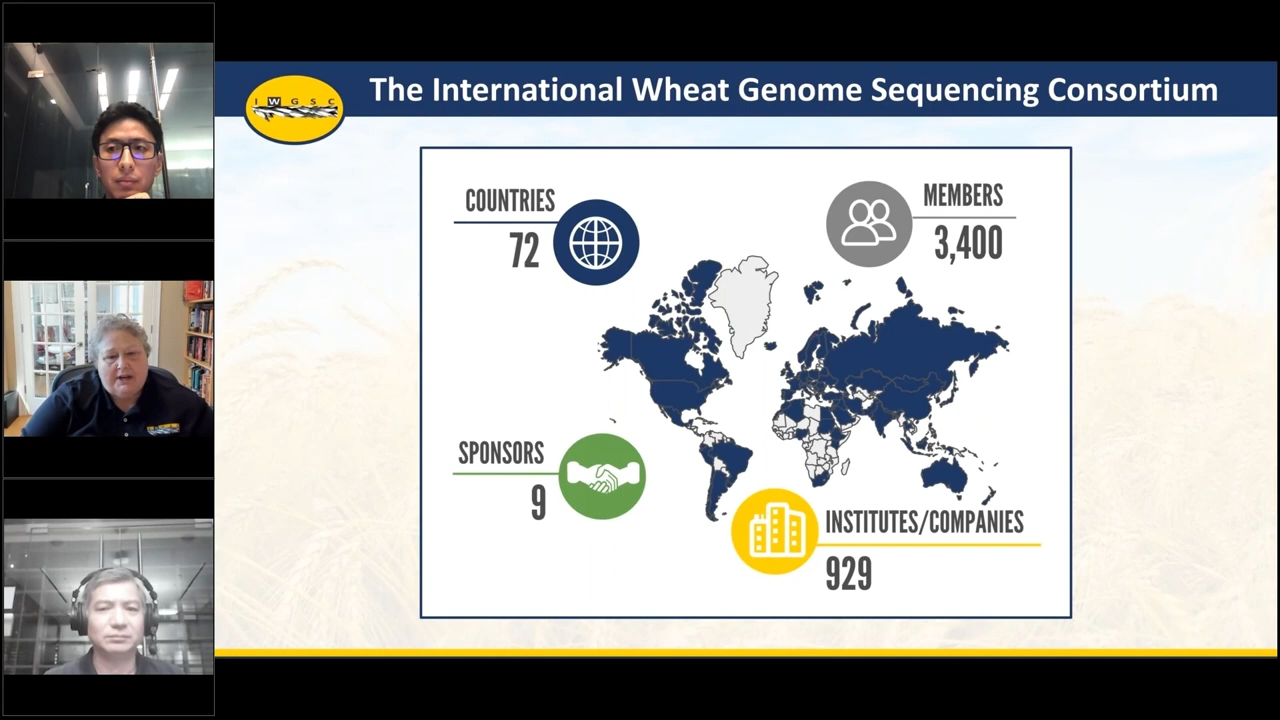 I W G S C
The International Wheat Genome Sequencing Consortium
COUNTRIES
72
MEMBERS
3,400
SPONSORS
9
INSTITUTES/COMPANIES
929